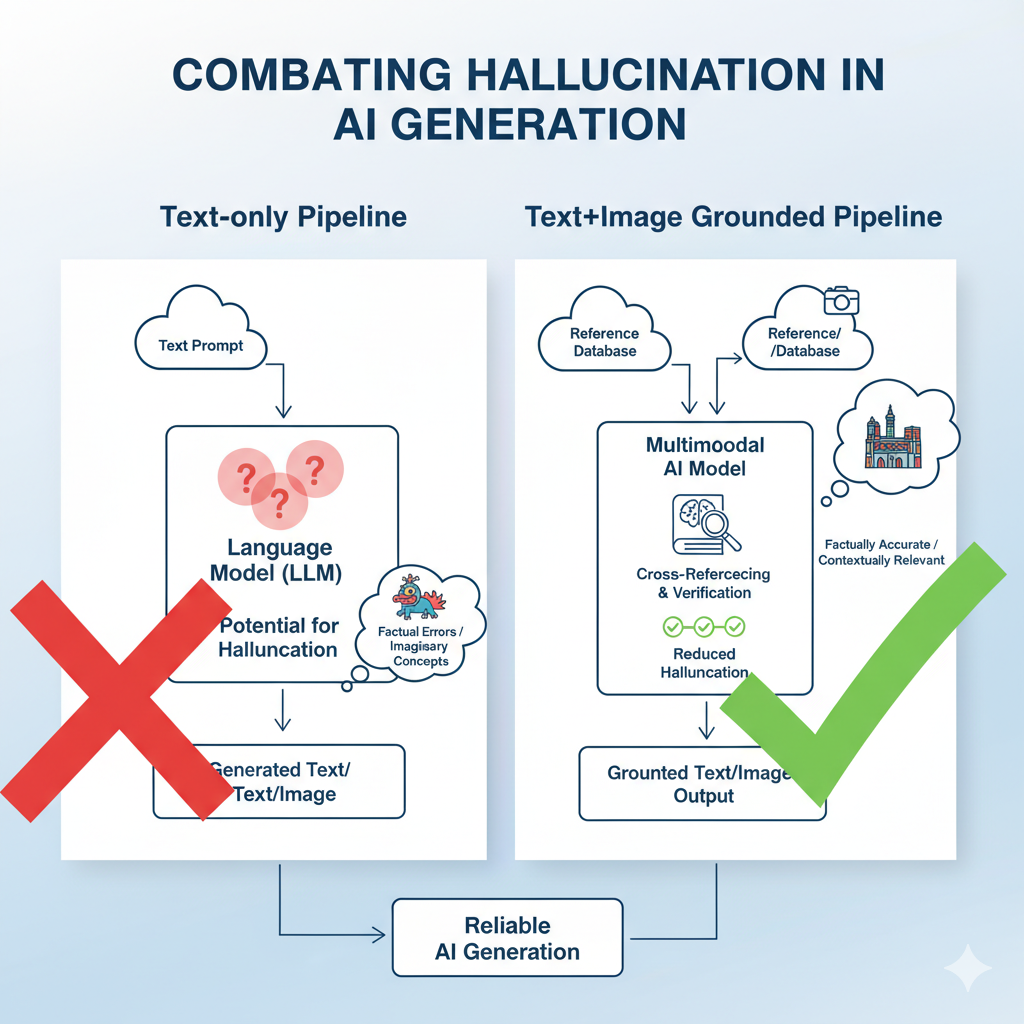 COMBATING HALLUCINATION IN
AI GENERATION
Text-only Pipeline
Text Prompt
?
?
?
Language
Model (LLM)
Potential for
Halluncation
Factual Errors /
Imagisary
Concepts
Generated Text/
Text/Image
Text+Image Grounded Pipeline
Reference
Database
Reference/
/Database
Multimoodal
AI Model
Cross-Refercecing
& Verification
Reduced
Halluncation
Factually Accurate /
Contextually Relevant
Grounted Text/Image
Output
Reliable
AI Generation